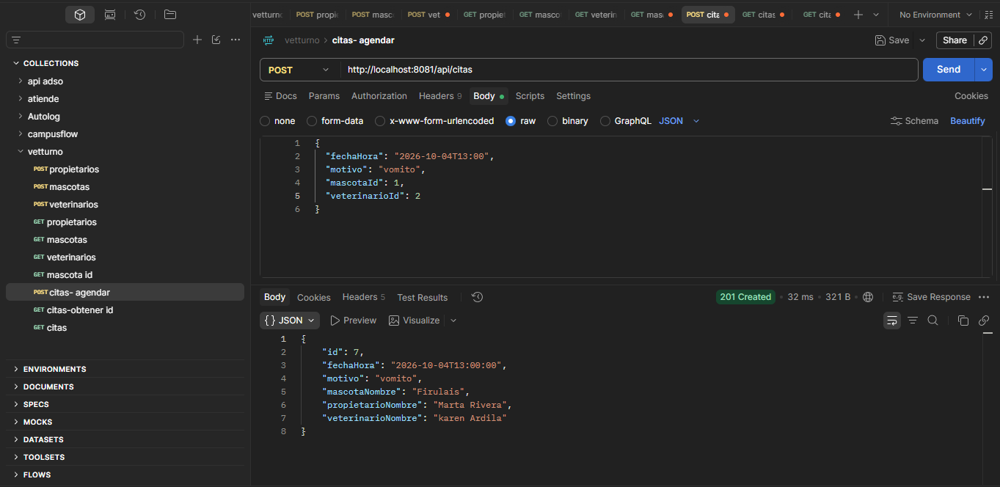 vetturno
POST propi
POST masc
POST vet
GET propiet
GET masco
GET veterin
GET mas
POST cita
GET citas
GET cita
No Environment
HTTP
vetturno > citas- agendar
Save
Share
POST
http://localhost:8081/api/citas
Send
Docs
Params
Authorization
Headers 9
Body
Scripts
Settings
Cookies
none
form-data
x-www-form-urlencoded
raw
binary
GraphQL
JSON
Schema
Beautify
1 {
2 "fechaHora": "2026-10-04T13:00",
3 "motivo": "vomito",
4 "mascotaId": 1,
5 "veterinarioId": 2
6 }
COLLECTIONS
api adso
atiende
Autolog
campusflow
vetturno
POST propietarios
POST mascotas
POST veterinarios
GET propietarios
GET mascotas
GET veterinarios
GET mascota id
POST citas- agendar
GET citas-obtener id
GET citas
ENVIRONMENTS
DOCUMENTS
SPECS
MOCKS
DATASETS
TOOLSETS
FLOWS
Body
Cookies
Headers 5
Test Results
201 Created
32 ms
321 B
e.g. Save Response
{} JSON
Preview
Visualize
1 {
2 "id": 7,
3 "fechaHora": "2026-10-04T13:00:00",
4 "motivo": "vomito",
5 "mascotaNombre": "Firulais",
6 "propietarioNombre": "Marta Rivera",
7 "veterinarioNombre": "karen Ardila"
8 }